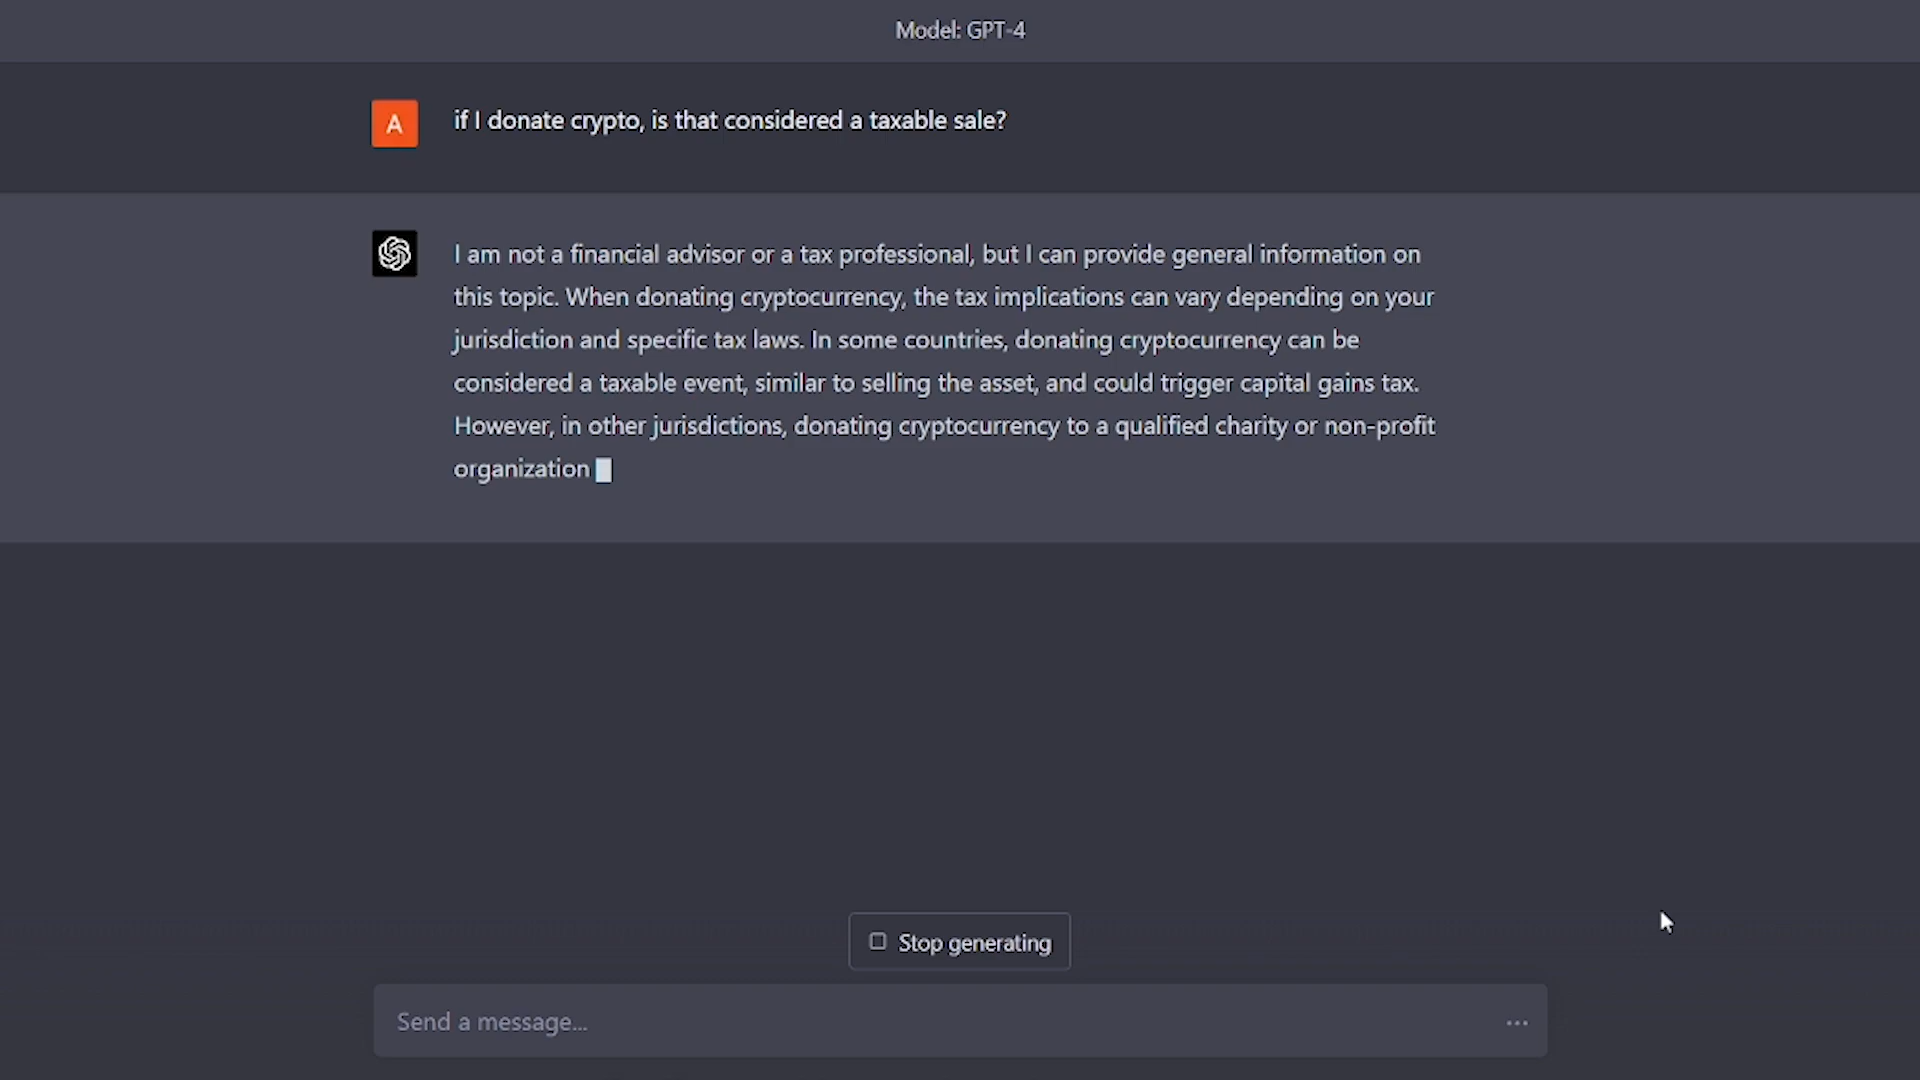 Model: GPT-4
A
if I donate crypto, is that considered a taxable sale?
I am not a financial advisor or a tax professional, but I can provide general information on
this topic. When donating cryptocurrency, the tax implications can vary depending on your
jurisdiction and specific tax laws. In some countries, donating cryptocurrency can be
considered a taxable event, similar to selling the asset, and could trigger capital gains tax.
However, in other jurisdictions, donating cryptocurrency to a qualified charity or non-profit
organization
Stop generating
Send a message...